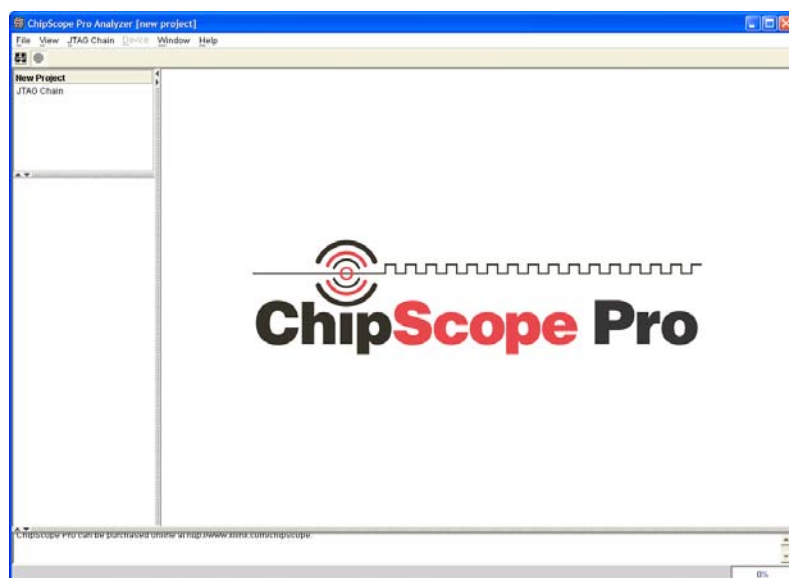 ChipScope Pro Analyzer [new project]
File View JTAG Chain Device Window Help
New Project
JTAG Chain
ChipScope Pro
ChipScope Pro can be purchased online at http://www.xilinx.com/chipscope.
0%